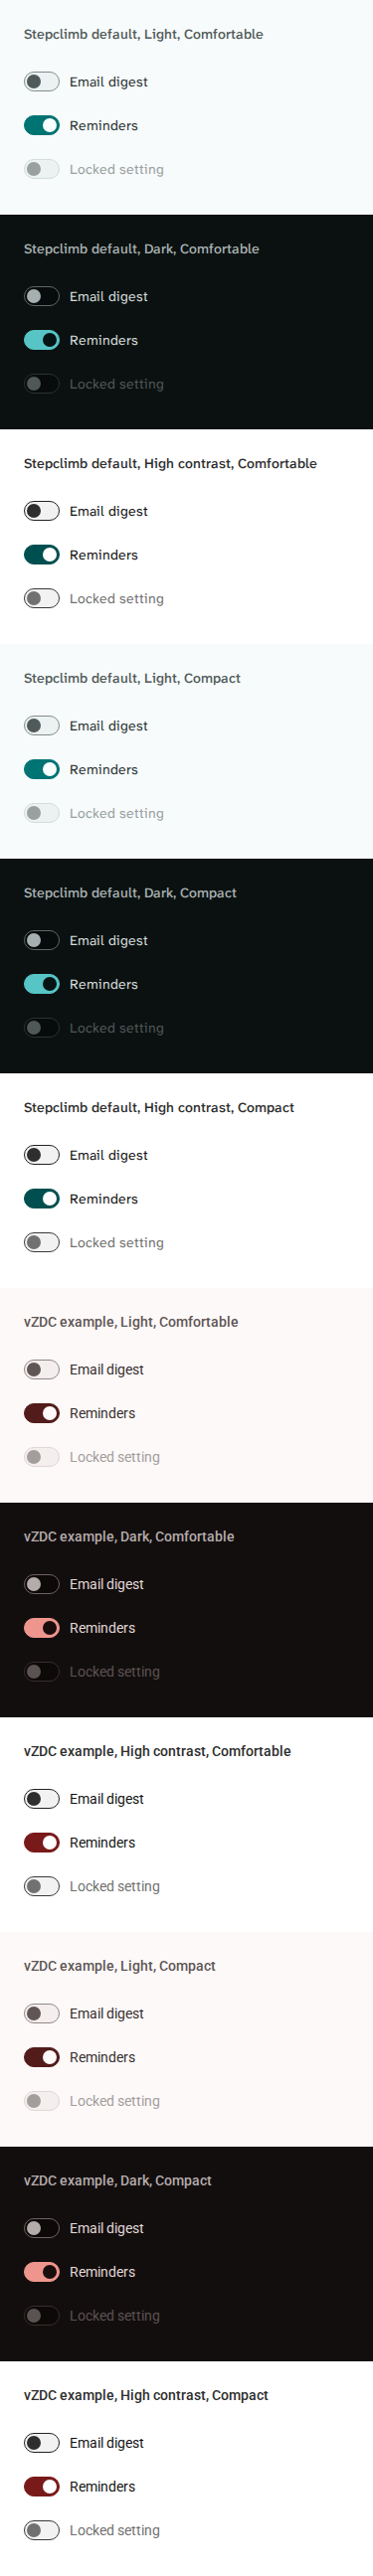 Stepclimb default, Light, Comfortable
Email digest
Reminders
Locked setting
Stepclimb default, Dark, Comfortable
Email digest
Reminders
Locked setting
Stepclimb default, High contrast, Comfortable
Email digest
Reminders
Locked setting
Stepclimb default, Light, Compact
Email digest
Reminders
Locked setting
Stepclimb default, Dark, Compact
Email digest
Reminders
Locked setting
Stepclimb default, High contrast, Compact
Email digest
Reminders
Locked setting
vZDC example, Light, Comfortable
Email digest
Reminders
Locked setting
vZDC example, Dark, Comfortable
Email digest
Reminders
Locked setting
vZDC example, High contrast, Comfortable
Email digest
Reminders
Locked setting
vZDC example, Light, Compact
Email digest
Reminders
Locked setting
vZDC example, Dark, Compact
Email digest
Reminders
Locked setting
vZDC example, High contrast, Compact
Email digest
Reminders
Locked setting